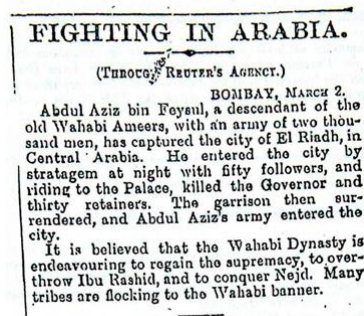 FIGHTING IN ARABIA.
(THROUGH REUTER'S AGENCY.)
BOMBAY, MARCH 2.
Abdul Aziz bin Feysul, a descendant of the
old Wahabi Ameers, with an army of two thou-
sand men, has captured the city of El Riadh, in
Central Arabia. He entered the city by
stratagem at night with fifty followers, and
riding to the Palace, killed the Governor and
thirty retainers. The garrison then sur-
rendered, and Abdul Aziz's army entered the
city.
It is believed that the Wahabi Dynasty is
endeavouring to regain the supremacy, to over-
throw Ibu Rashid, and to conquer Nejd. Many
tribes are flocking to the Wahabi banner.